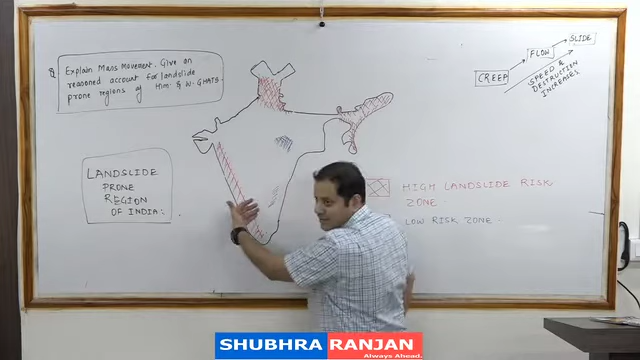 Q Explain Mass Movement. Give an
reasoned account for landslide
prone regions of Him. & W. GHATS.
CREEP
FLOW
SLIDE
SPEED &
DESTRUCTION
INCREASES.
LANDSLIDE
PRONE
REGION
OF INDIA:
HIGH LANDSLIDE RISK
ZONE.
LOW RISK ZONE.
SHUBHRA RANJAN
Always Ahead.